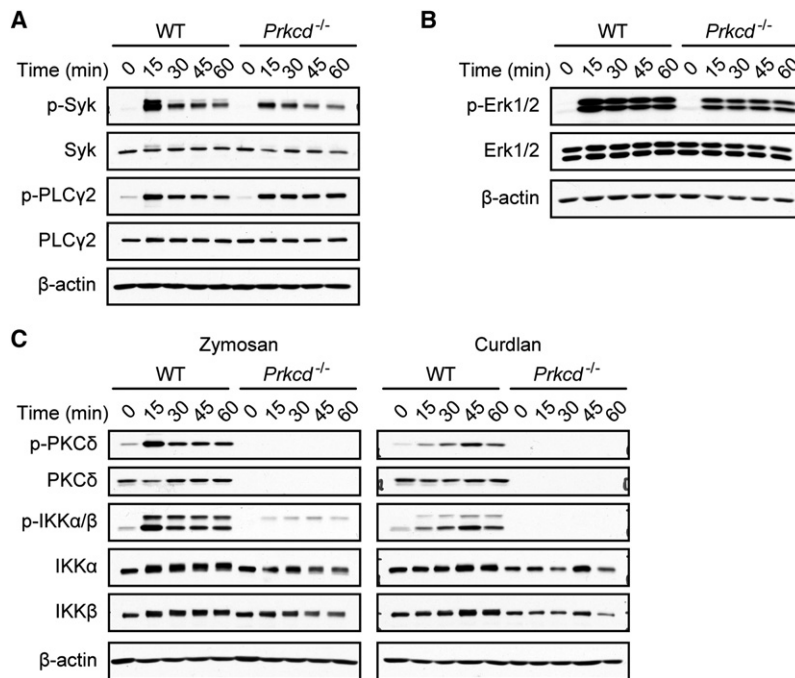 A
WT Prkcd-/-
Time (min) 0 15 30 45 60 0 15 30 45 60
p-Syk
Syk
p-PLCγ2
PLCγ2
β-actin
B
WT Prkcd-/-
Time (min) 0 15 30 45 60 0 15 30 45 60
p-Erk1/2
Erk1/2
β-actin
C
Zymosan Curdlan
WT Prkcd-/- WT Prkcd-/-
Time (min) 0 15 30 45 60 0 15 30 45 60 0 15 30 45 60 0 15 30 45 60
p-PKCδ
PKCδ
p-IKKα/β
IKKα
IKKβ
β-actin